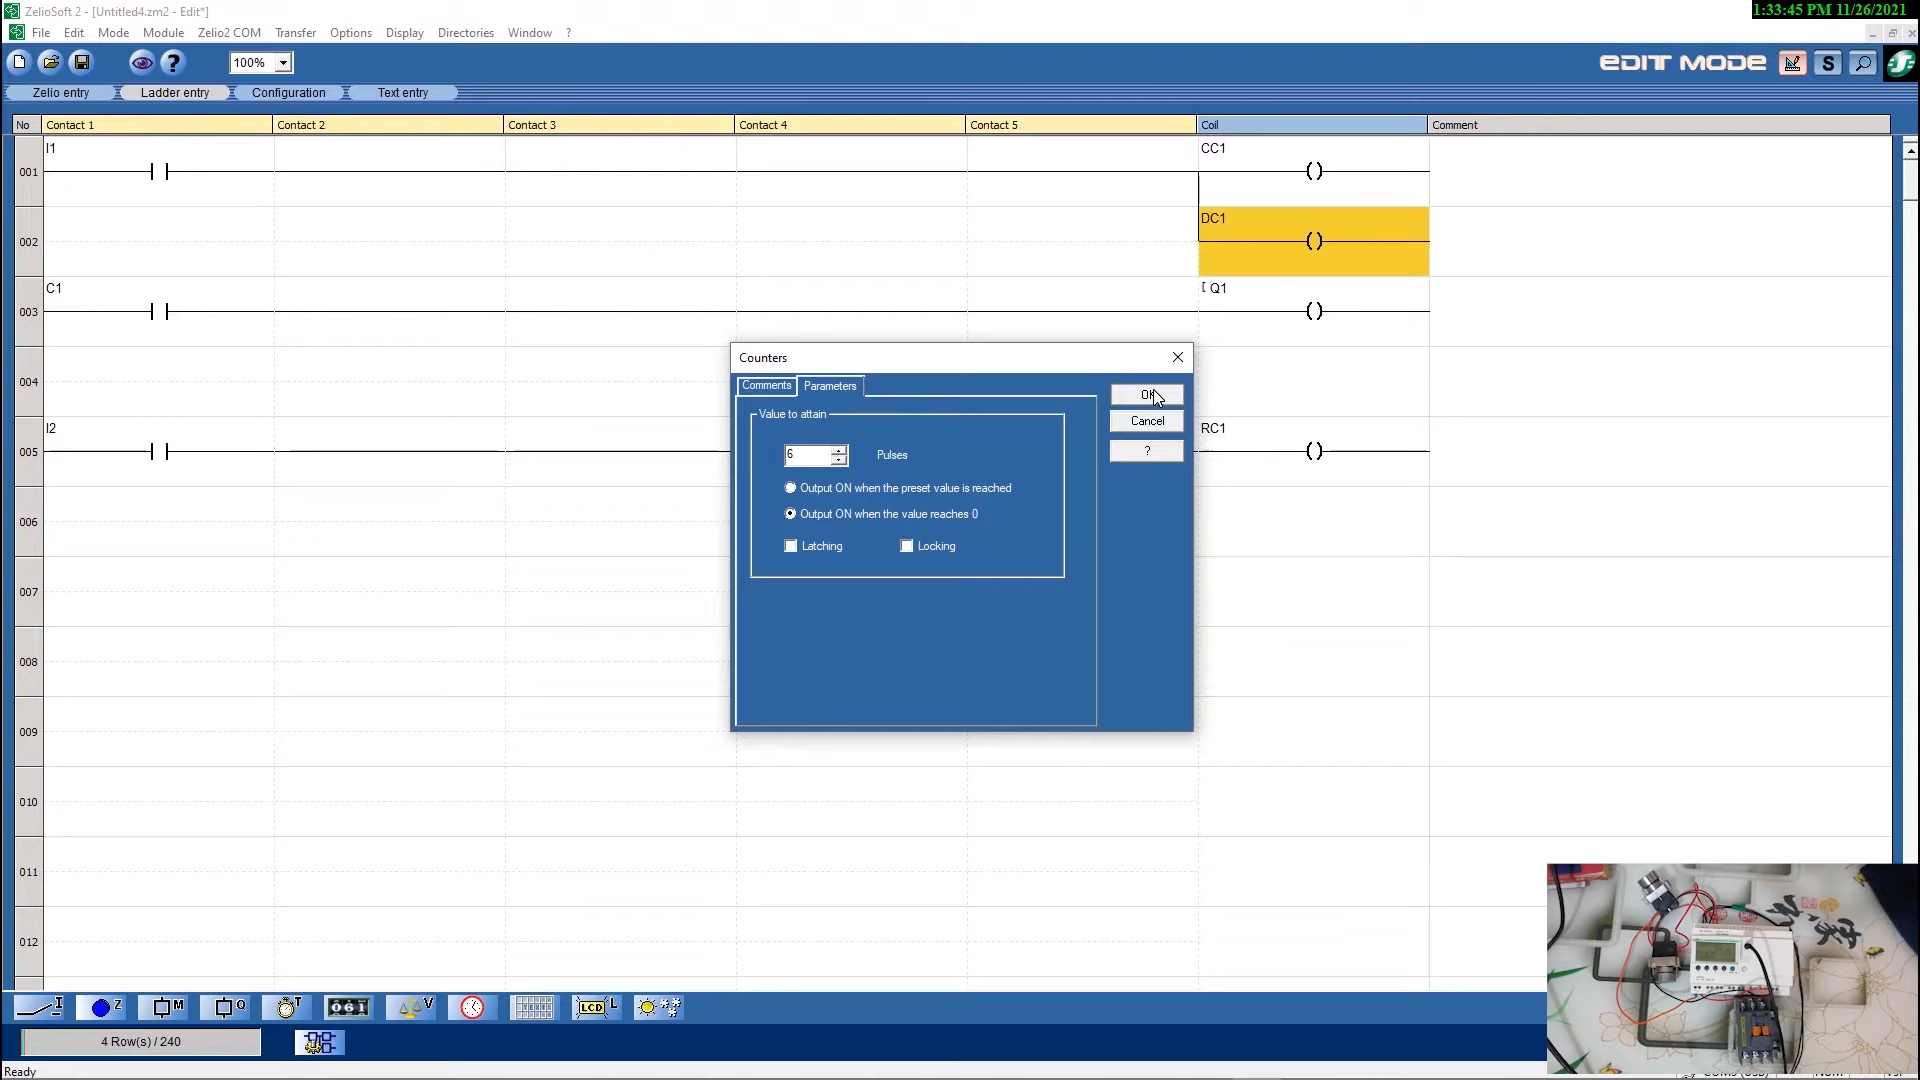 ZelioSoft 2 - [Untitled4.zm2 - Edit*]
1:33:45 PM 11/26/2021
File Edit Mode Module Zelio2 COM Transfer Options Display Directories Window ?
100%
EDIT MODE
S
Zelio entry Ladder entry Configuration Text entry
No Contact 1 Contact 2 Contact 3 Contact 4 Contact 5 Coil Comment
I1 CC1
001
DC1
002
C1 [ Q1
003
Counters
004
Comments Parameters
OK
Value to attain
Cancel
I2 RC1
005
6 Pulses
?
Output ON when the preset value is reached
Output ON when the value reaches 0
006
Latching Locking
007
008
009
010
011
012
I Z M Q T 061 V TEXT LCD L **
4 Row(s) / 240
Ready